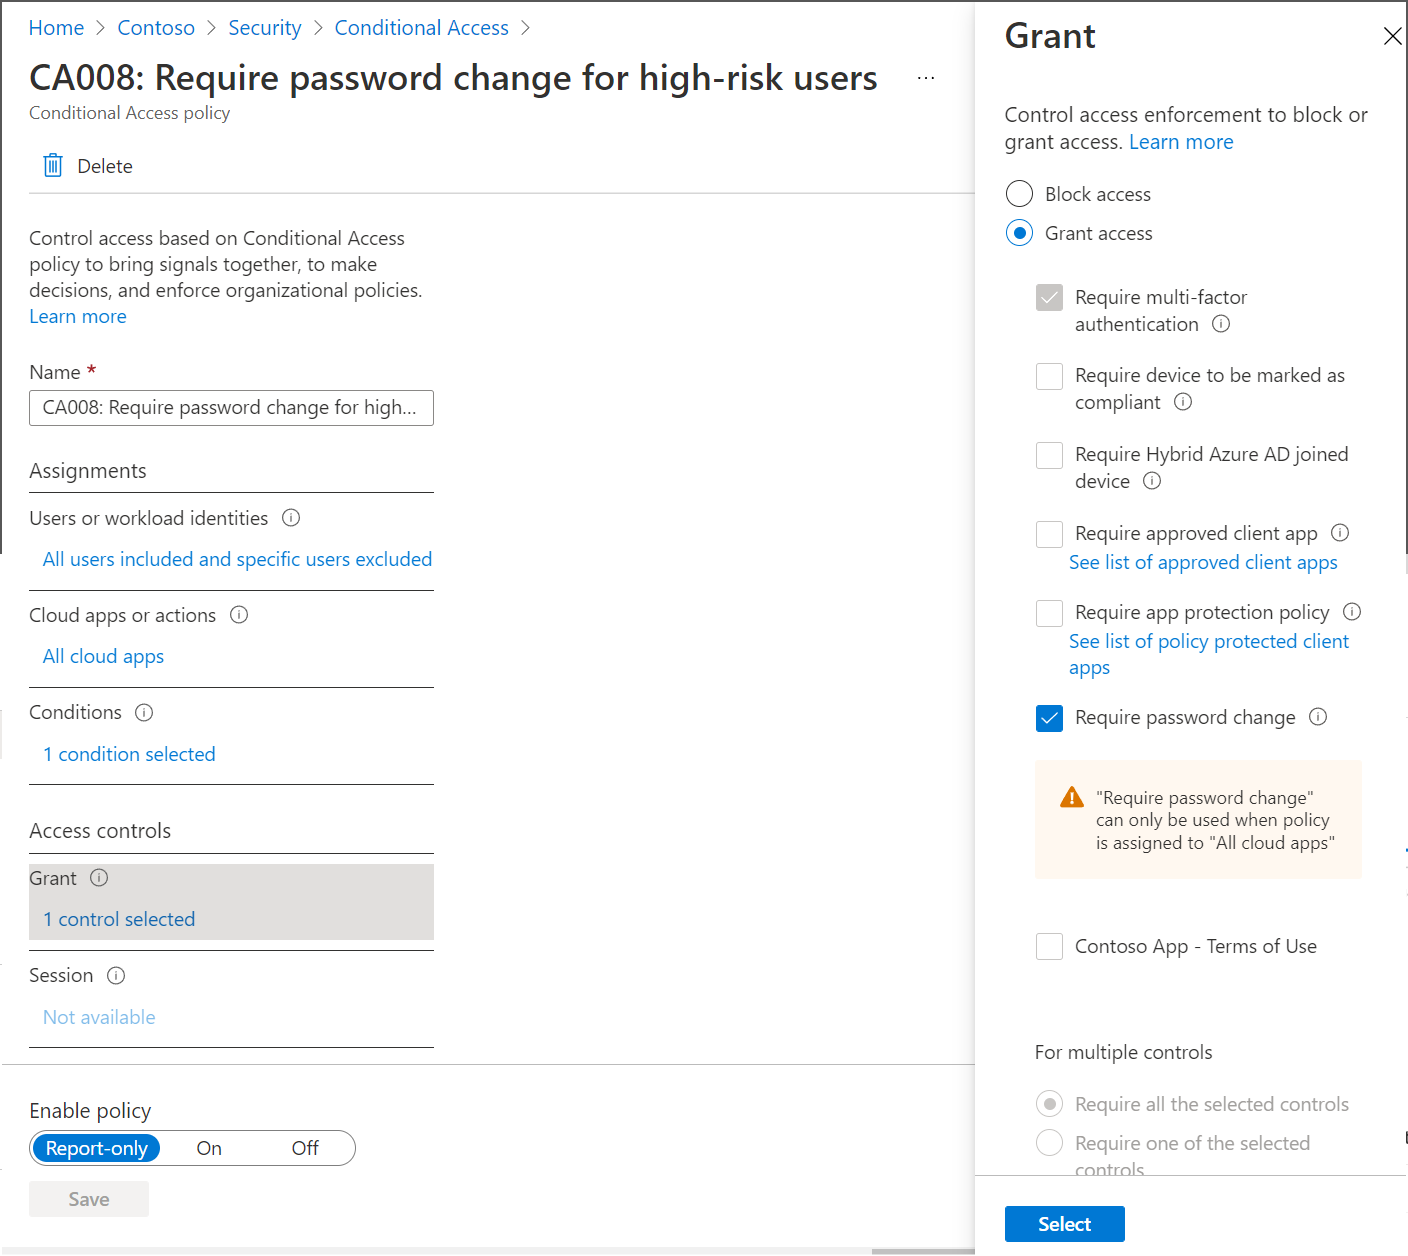 Home > Contoso > Security > Conditional Access >
CA008: Require password change for high-risk users ...
Conditional Access policy
Delete
Control access based on Conditional Access
policy to bring signals together, to make
decisions, and enforce organizational policies.
Learn more
Name *
CA008: Require password change for high...
Assignments
Users or workload identities
All users included and specific users excluded
Cloud apps or actions
All cloud apps
Conditions
1 condition selected
Access controls
Grant
1 control selected
Session
Not available
Enable policy
Report-only On Off
Save
Grant
Control access enforcement to block or
grant access. Learn more
Block access
Grant access
Require multi-factor
authentication
Require device to be marked as
compliant
Require Hybrid Azure AD joined
device
Require approved client app
See list of approved client apps
Require app protection policy
See list of policy protected client
apps
Require password change
"Require password change"
can only be used when policy
is assigned to "All cloud apps"
Contoso App - Terms of Use
For multiple controls
Require all the selected controls
Require one of the selected
controls
Select